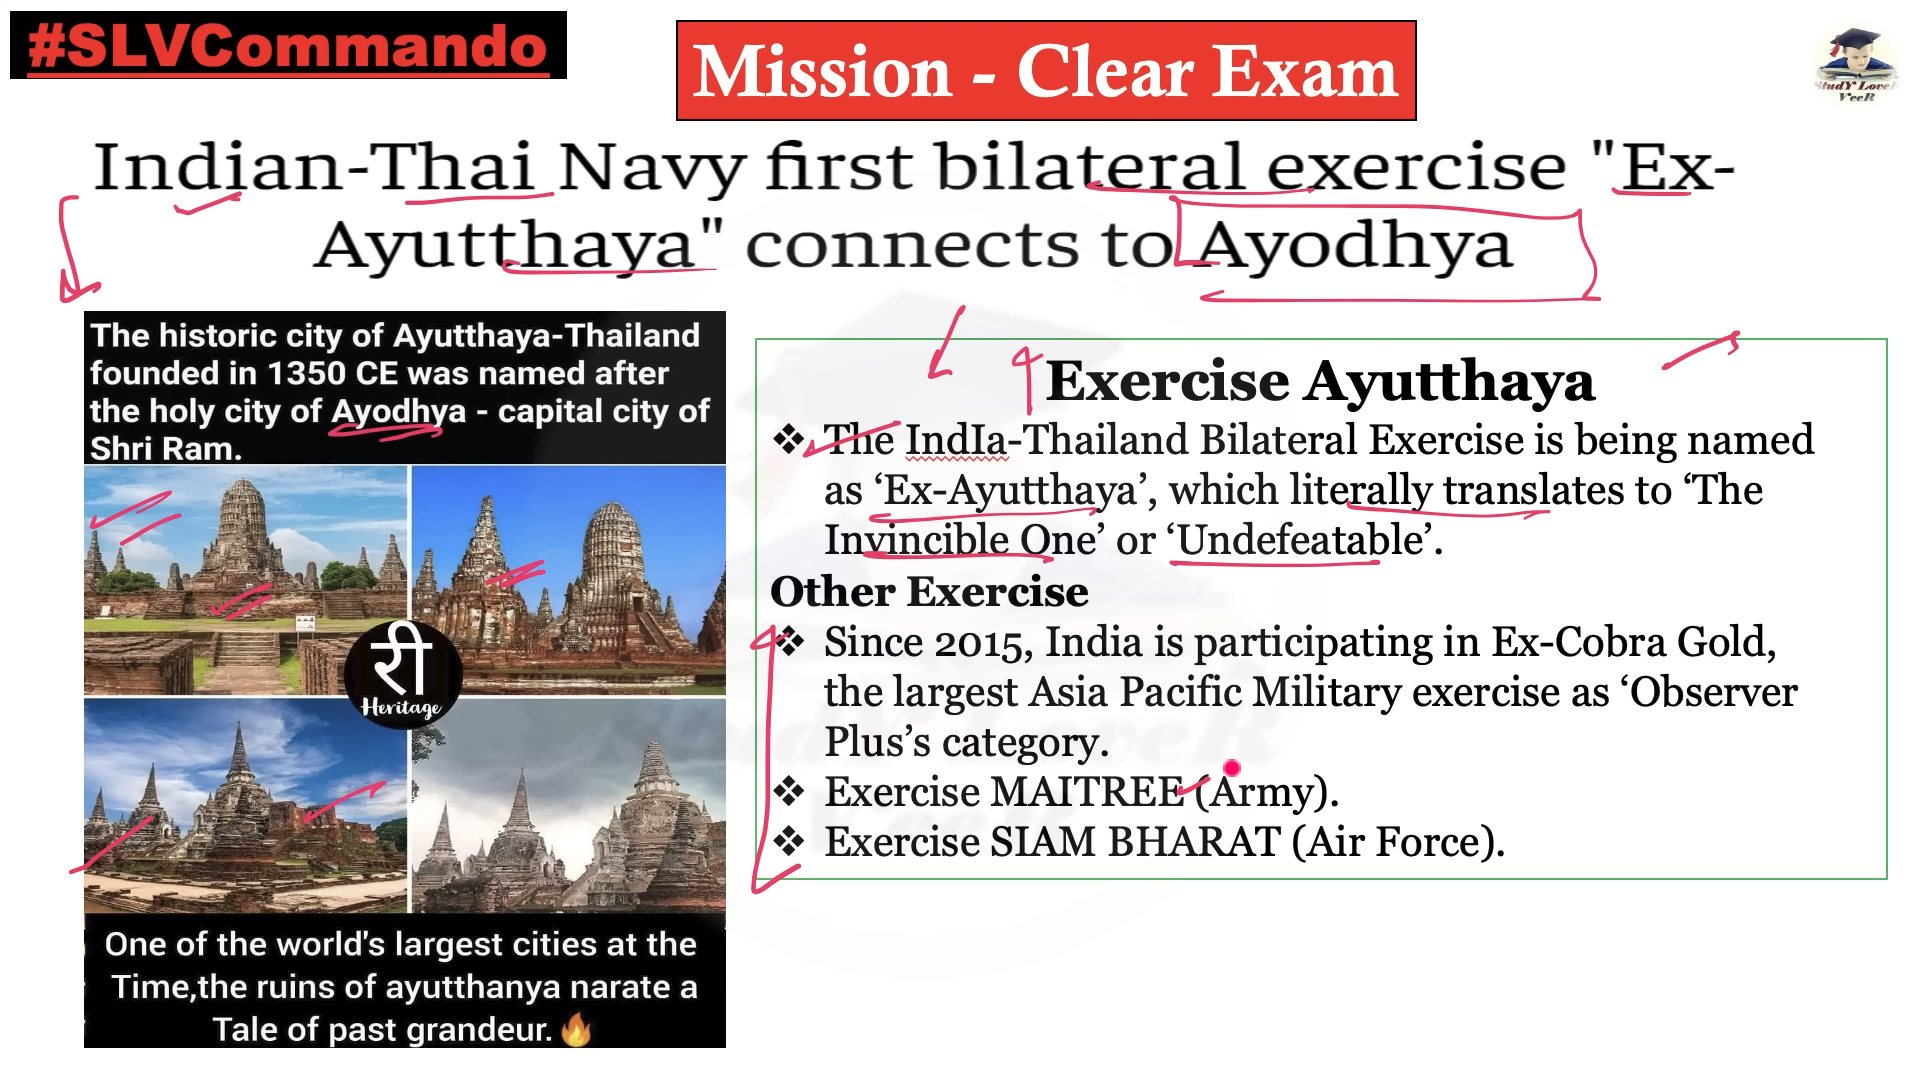 #SLVCommando
Mission - Clear Exam
StudY LoveR
VeeR
Indian-Thai Navy first bilateral exercise "Ex-
Ayutthaya" connects to Ayodhya
The historic city of Ayutthaya-Thailand
founded in 1350 CE was named after
the holy city of Ayodhya - capital city of
Shri Ram.
री
Heritage
One of the world's largest cities at the
Time,the ruins of ayutthanya narate a
Tale of past grandeur. 🔥
Exercise Ayutthaya
❖ The IndIa-Thailand Bilateral Exercise is being named
as ‘Ex-Ayutthaya’, which literally translates to ‘The
Invincible One’ or ‘Undefeatable’.
Other Exercise
❖ Since 2015, India is participating in Ex-Cobra Gold,
the largest Asia Pacific Military exercise as ‘Observer
Plus’s category.
❖ Exercise MAITREE (Army).
❖ Exercise SIAM BHARAT (Air Force).